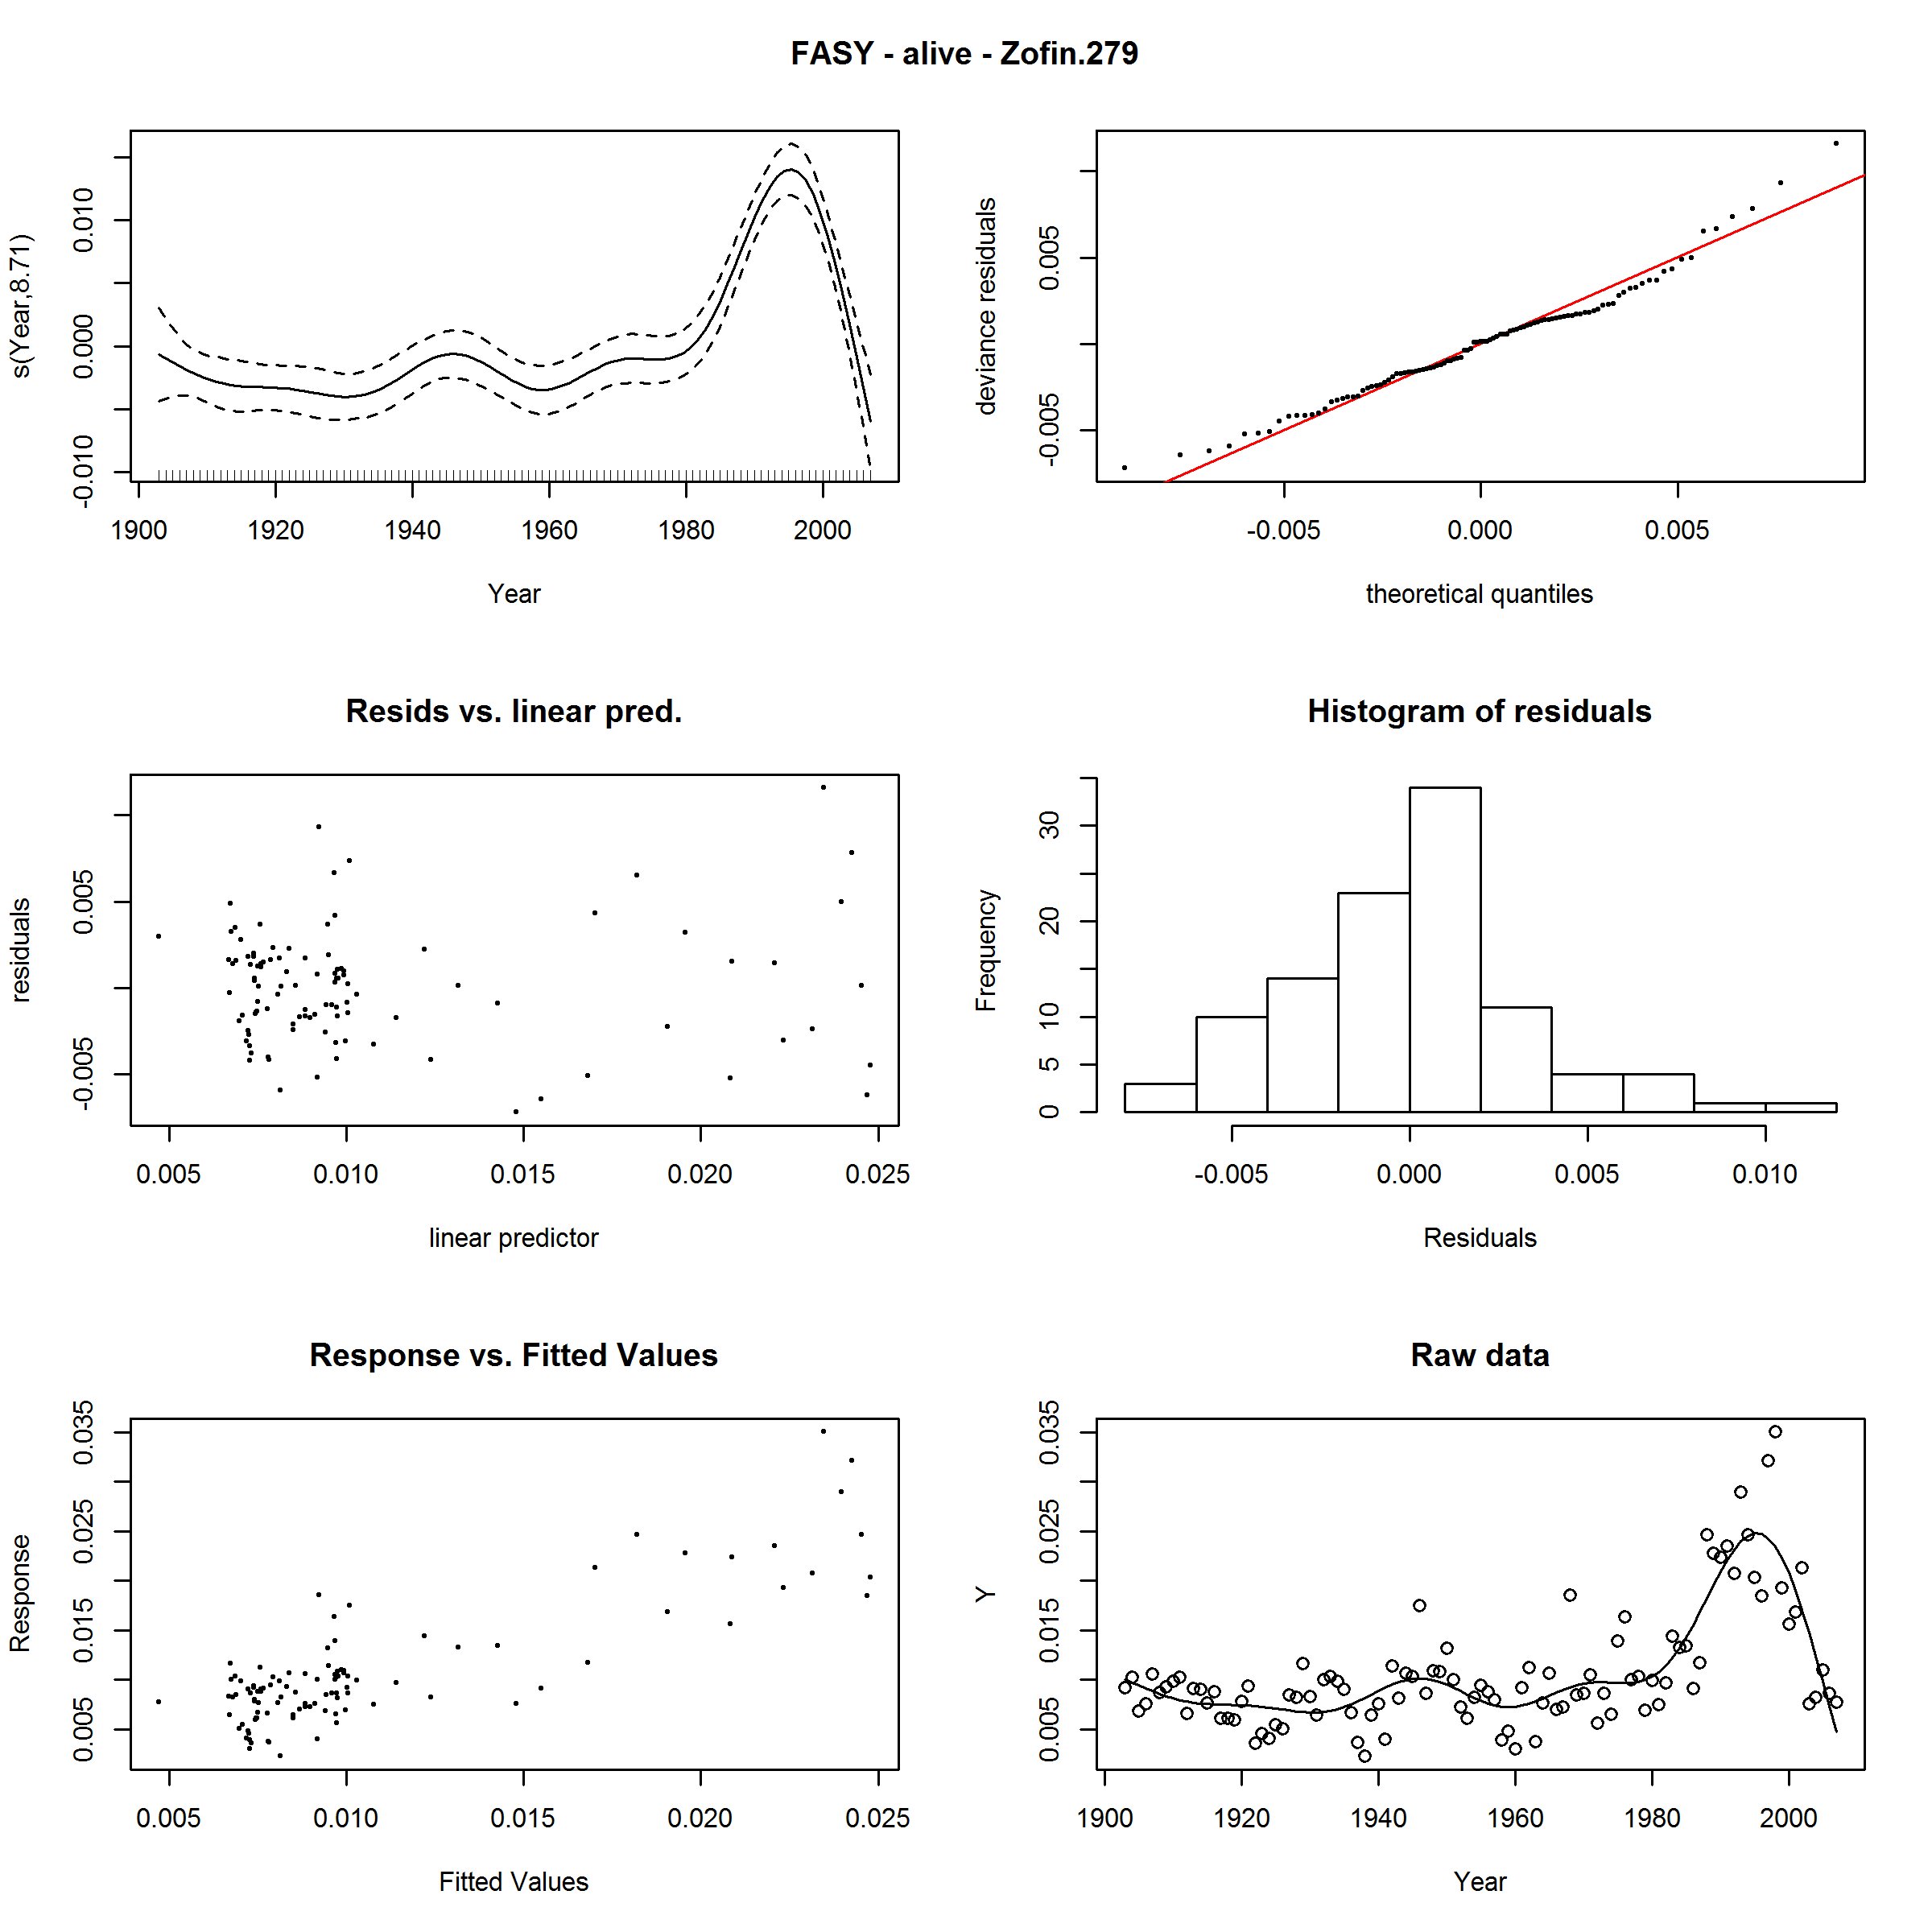 FASY - alive - Zofin.279
s(Year,8.71)
-0.010 0.000 0.010
1900 1920 1940 1960 1980 2000
Year
deviance residuals
-0.005 0.005
-0.005 0.000 0.005
theoretical quantiles
Resids vs. linear pred.
residuals
-0.005 0.005
0.005 0.010 0.015 0.020 0.025
linear predictor
Histogram of residuals
Frequency
0 5 10 20 30
-0.005 0.000 0.005 0.010
Residuals
Response vs. Fitted Values
Response
0.005 0.015 0.025 0.035
0.005 0.010 0.015 0.020 0.025
Fitted Values
Raw data
Y
0.005 0.015 0.025 0.035
1900 1920 1940 1960 1980 2000
Year